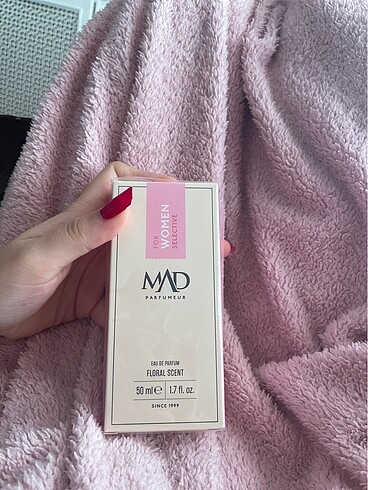 FOR
WOMEN
SELECTIVE
MAD
PARFUMEUR
EAU DE PARFUM
FLORAL SCENT
50 ml ℮ 1.7 fl. oz.
SINCE 1999